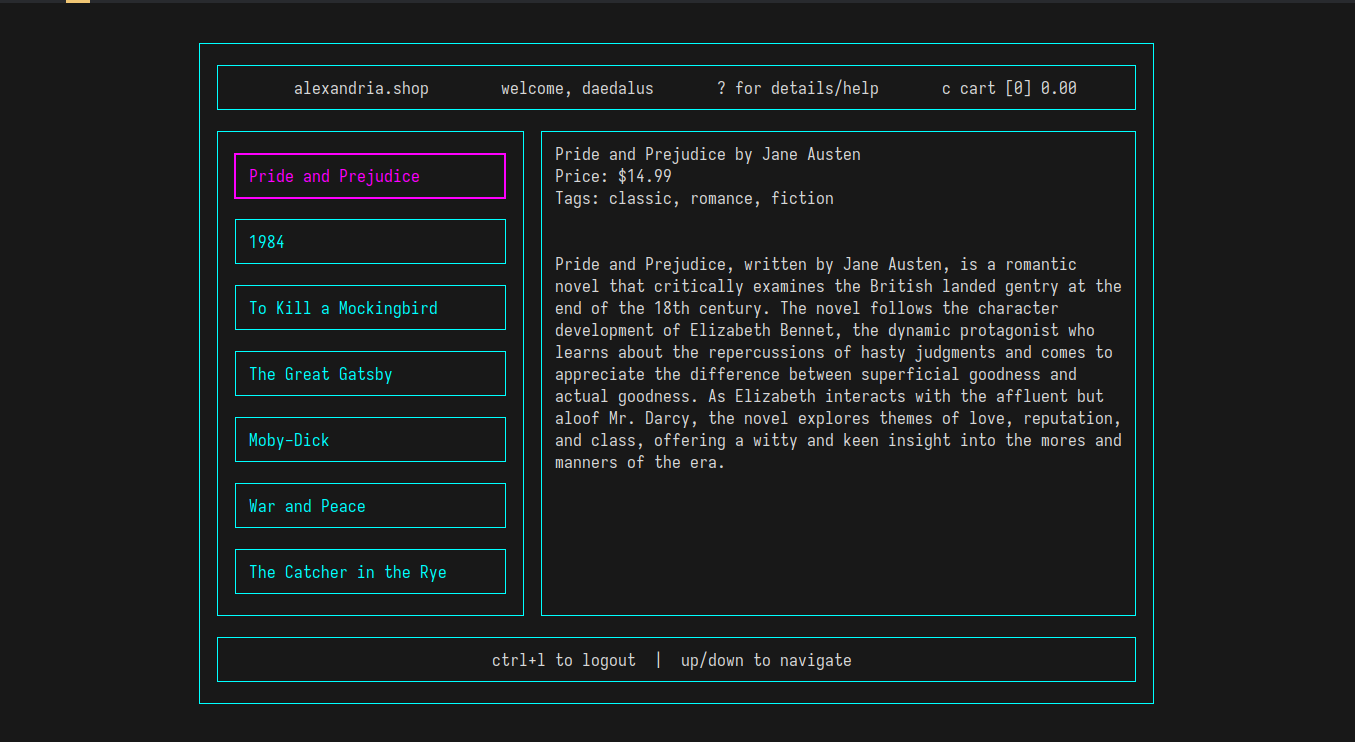 alexandria.shop welcome, daedalus ? for details/help c cart [0] 0.00
Pride and Prejudice
1984
To Kill a Mockingbird
The Great Gatsby
Moby-Dick
War and Peace
The Catcher in the Rye
Pride and Prejudice by Jane Austen
Price: $14.99
Tags: classic, romance, fiction
Pride and Prejudice, written by Jane Austen, is a romantic
novel that critically examines the British landed gentry at the
end of the 18th century. The novel follows the character
development of Elizabeth Bennet, the dynamic protagonist who
learns about the repercussions of hasty judgments and comes to
appreciate the difference between superficial goodness and
actual goodness. As Elizabeth interacts with the affluent but
aloof Mr. Darcy, the novel explores themes of love, reputation,
and class, offering a witty and keen insight into the mores and
manners of the era.
ctrl+l to logout | up/down to navigate